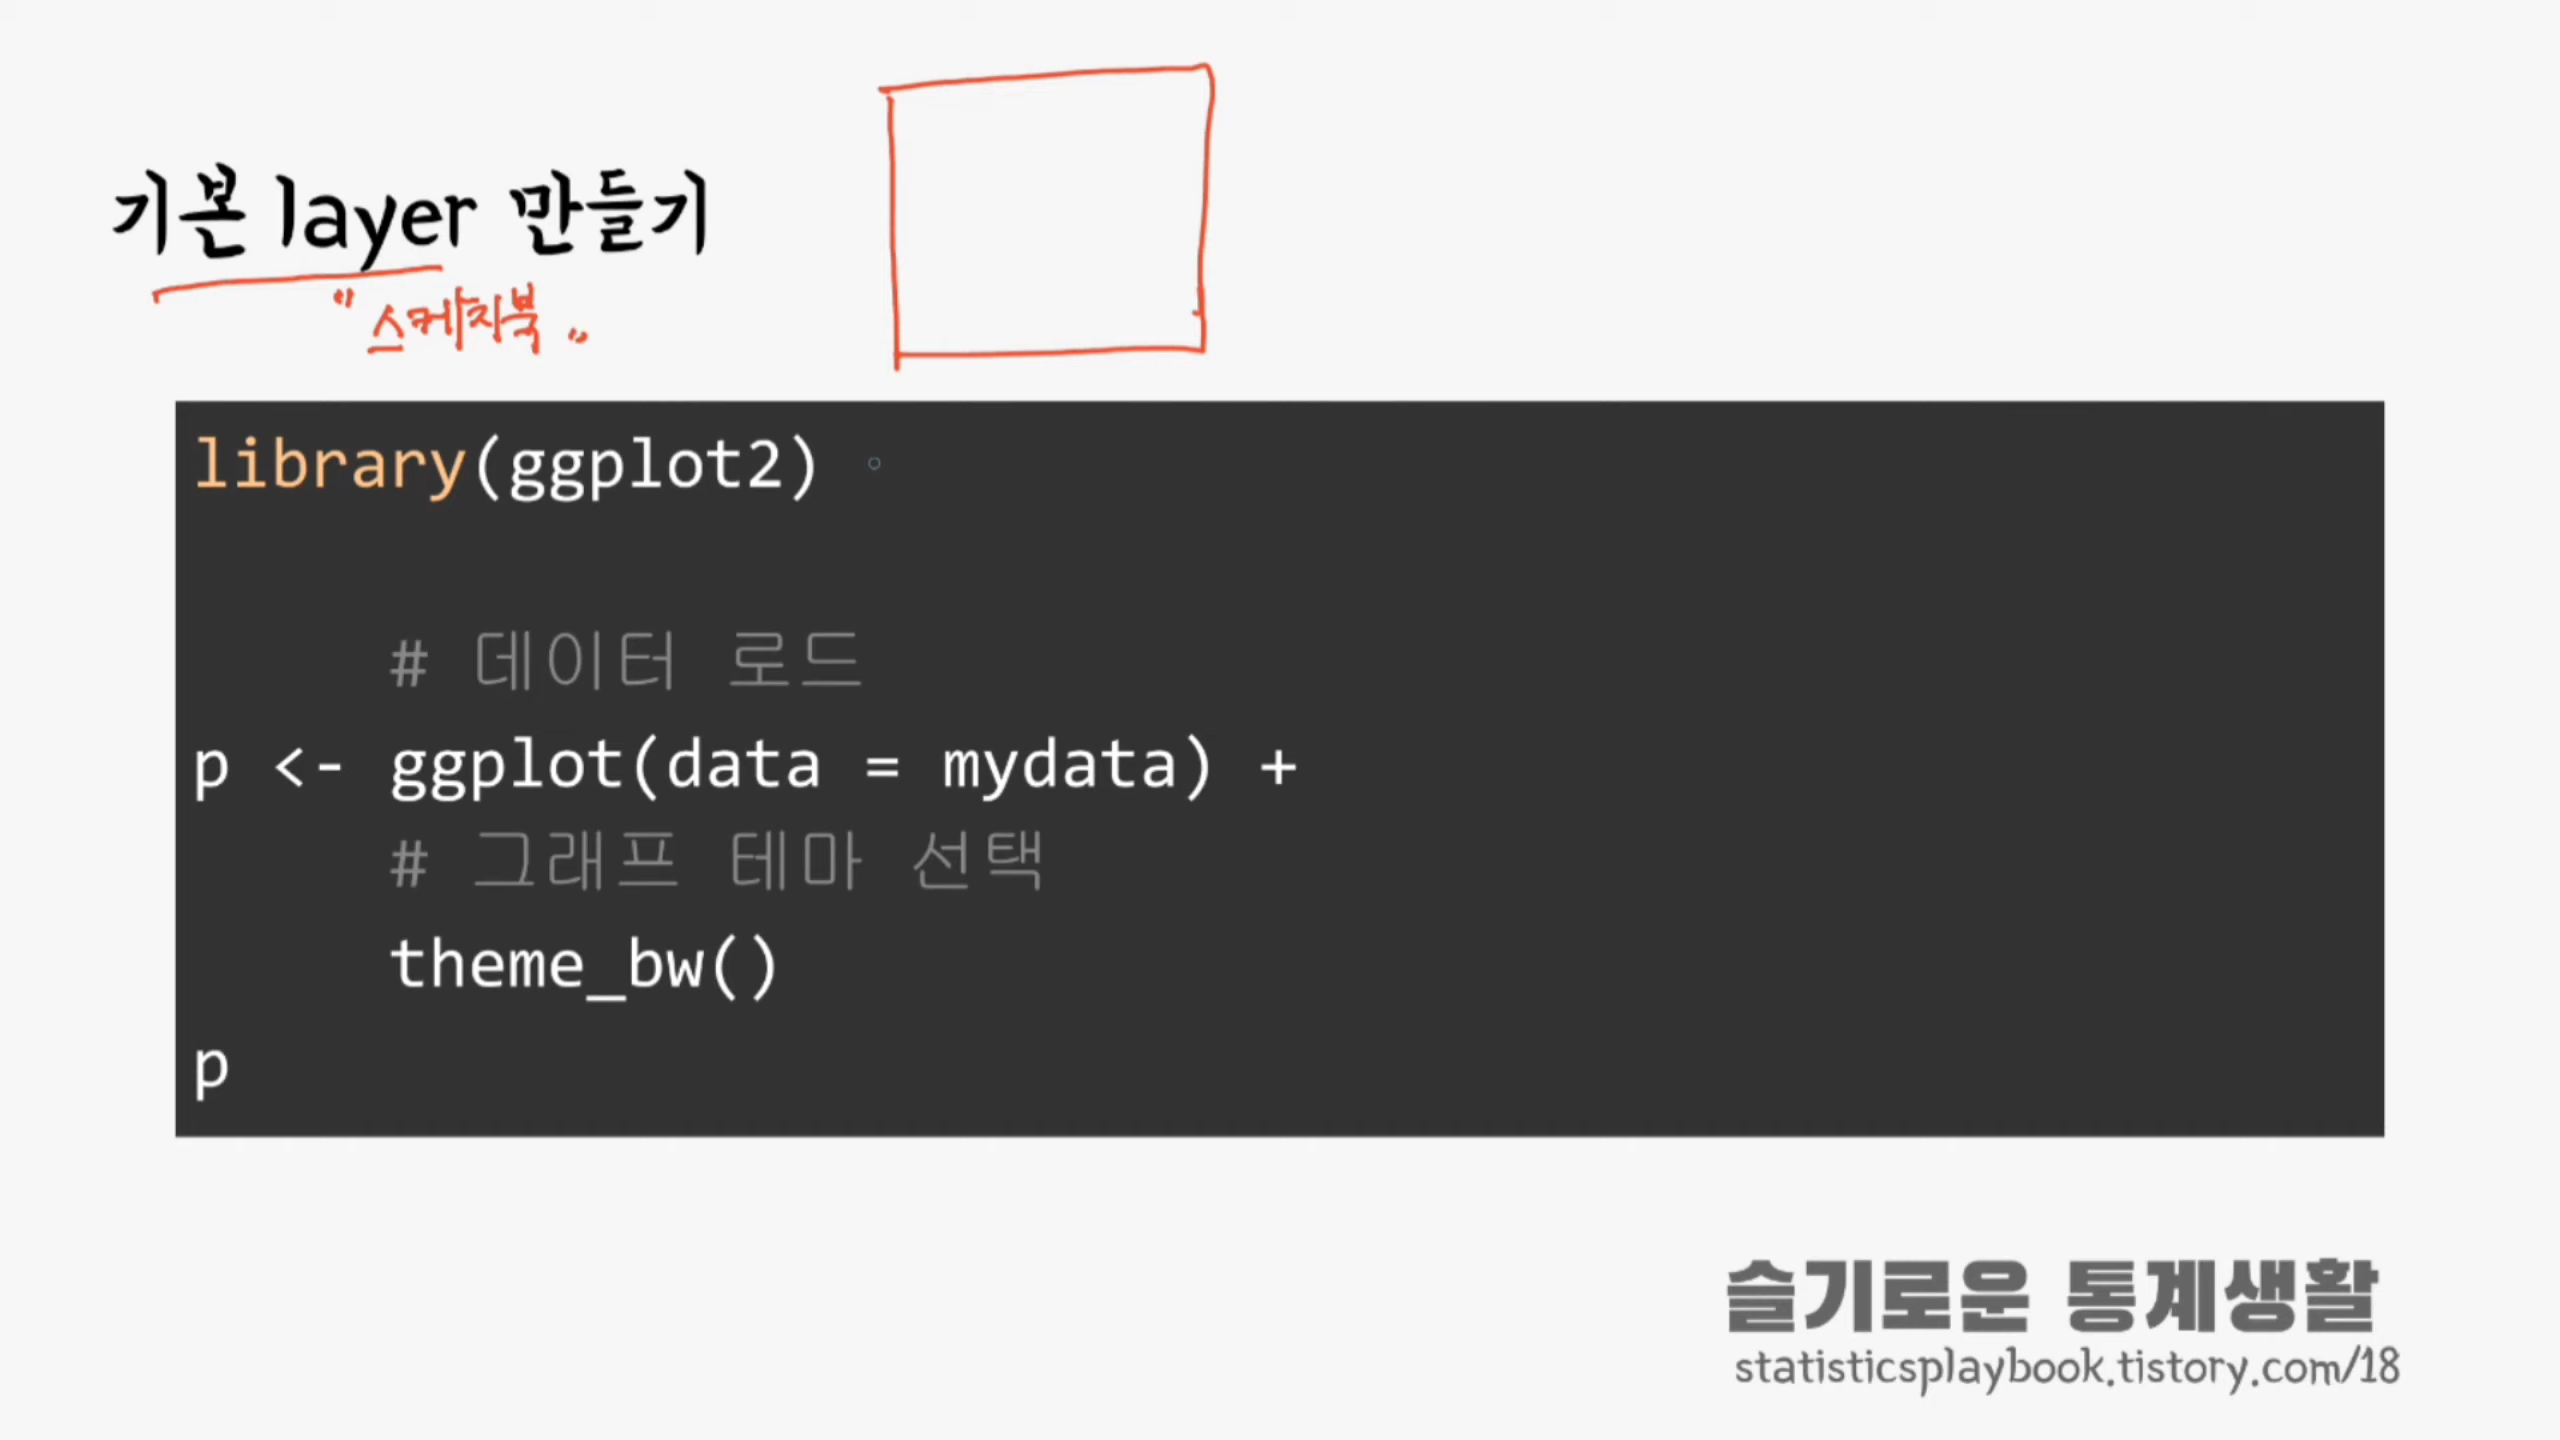 기본 layer 만들기
"스케치북"
library(ggplot2)
# 데이터 로드
p <- ggplot(data = mydata) +
# 그래프 테마 선택
theme_bw()
p
슬기로운 통계생활
statisticsplaybook.tistory.com/18